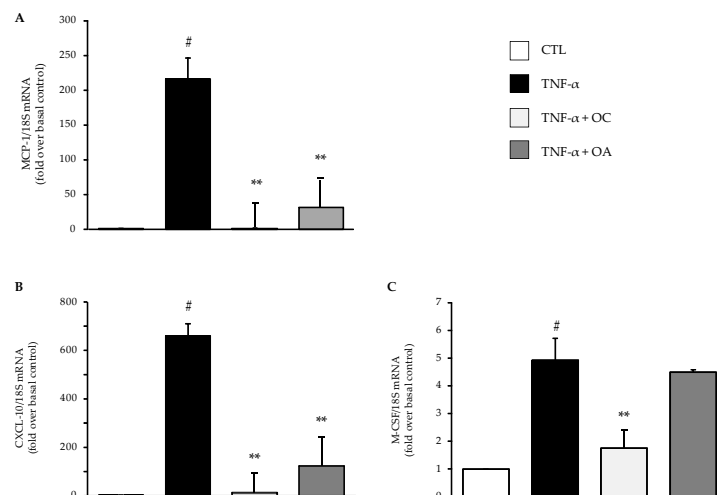 A
MCP-1/18S mRNA
(fold over basal control)
300
250
200
150
100
50
0
#
**
**
CTL
TNF-α
TNF-α + OC
TNF-α + OA
B
CXCL-10/18S mRNA
(fold over basal control)
800
600
400
200
0
#
**
**
C
M-CSF/18S mRNA
(fold over basal control)
7
6
5
4
3
2
1
0
#
**